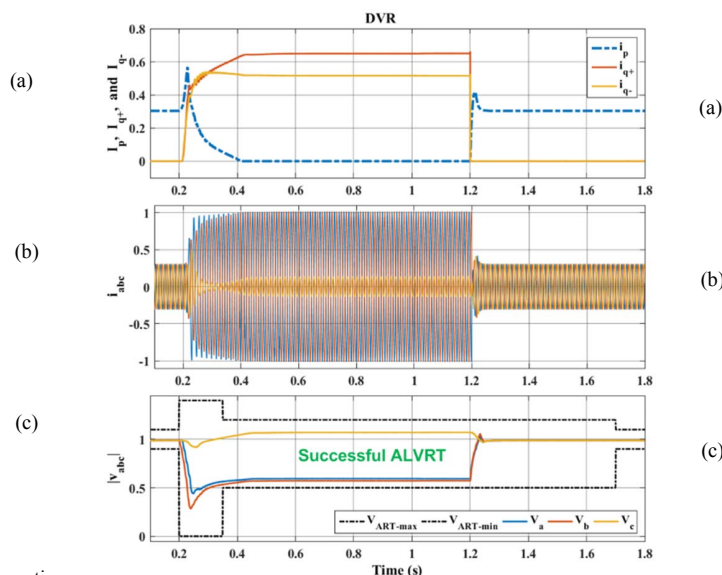 DVR
(a)
0.8
0.6
0.4
0.2
0
I_p, I_q+, and I_q-
i_p
i_q+
i_q-
(a)
0.2 0.4 0.6 0.8 1 1.2 1.4 1.6 1.8
(b)
1
0.5
0
-0.5
-1
i_abc
(b)
0.2 0.4 0.6 0.8 1 1.2 1.4 1.6 1.8
(c)
1
0.5
0
|v_abc|
Successful ALVRT
V_ART-max V_ART-min V_a V_b V_c
(c)
0.2 0.4 0.6 0.8 1 1.2 1.4 1.6 1.8
Time (s)